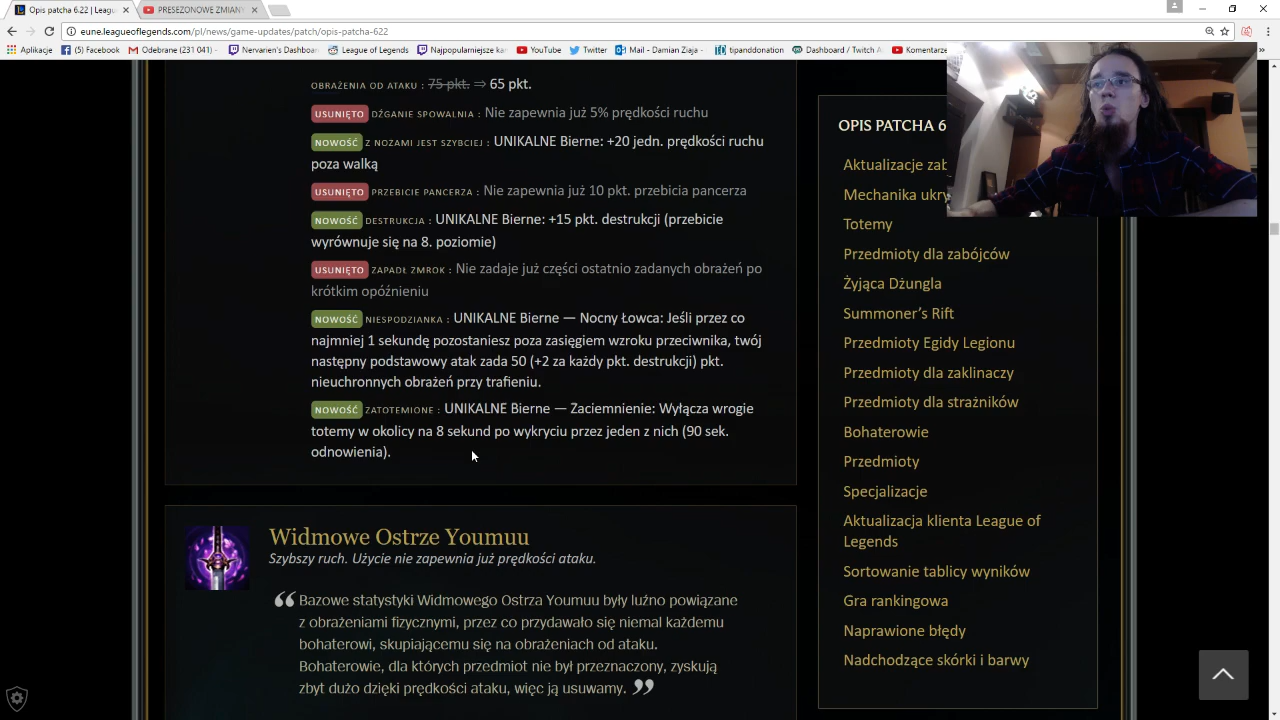 Opis patcha 6.22 | Leagu
PRESEZONOWE ZMIAN
eune.leagueoflegends.com/pl/news/game-updates/patch/opis-patcha-622
Aplikacje
(5) Facebook
Odebrane (231 041)
Nervarien's Dashboa
League of Legends
Najpopularniejsze ka
YouTube
Twitter
Mail - Damian Ziaja
tipanddonation
Dashboard / Twitch
Komentarze
OBRAŻENIA OD ATAKU : 75 pkt. ⇒ 65 pkt.
USUNIĘTO DŹGANIE SPOWALNIA : Nie zapewnia już 5% prędkości ruchu
NOWOŚĆ Z NOŻAMI JEST SZYBCIEJ : UNIKALNE Bierne: +20 jedn. prędkości ruchu
poza walką
USUNIĘTO PRZEBICIE PANCERZA : Nie zapewnia już 10 pkt. przebicia pancerza
NOWOŚĆ DESTRUKCJA : UNIKALNE Bierne: +15 pkt. destrukcji (przebicie
wyrównuje się na 8. poziomie)
USUNIĘTO ZAPADŁ ZMROK : Nie zadaje już części ostatnio zadanych obrażeń po
krótkim opóźnieniu
NOWOŚĆ NIESPODZIANKA : UNIKALNE Bierne — Nocny Łowca: Jeśli przez co
najmniej 1 sekundę pozostaniesz poza zasięgiem wzroku przeciwnika, twój
następny podstawowy atak zada 50 (+2 za każdy pkt. destrukcji) pkt.
nieuchronnych obrażeń przy trafieniu.
NOWOŚĆ ZATOTEMIONE : UNIKALNE Bierne — Zaciemnienie: Wyłącza wrogie
totemy w okolicy na 8 sekund po wykryciu przez jeden z nich (90 sek.
odnowienia).
Widmowe Ostrze Youmuu
Szybszy ruch. Użycie nie zapewnia już prędkości ataku.
Bazowe statystyki Widmowego Ostrza Youmuu były luźno powiązane
z obrażeniami fizycznymi, przez co przydawało się niemal każdemu
bohaterowi, skupiającemu się na obrażeniach od ataku.
Bohaterowie, dla których przedmiot nie był przeznaczony, zyskują
zbyt dużo dzięki prędkości ataku, więc ją usuwamy.
OPIS PATCHA 6
Aktualizacje zab
Mechanika ukry
Totemy
Przedmioty dla zabójców
Żyjąca Dżungla
Summoner's Rift
Przedmioty Egidy Legionu
Przedmioty dla zaklinaczy
Przedmioty dla strażników
Bohaterowie
Przedmioty
Specjalizacje
Aktualizacja klienta League of
Legends
Sortowanie tablicy wyników
Gra rankingowa
Naprawione błędy
Nadchodzące skórki i barwy